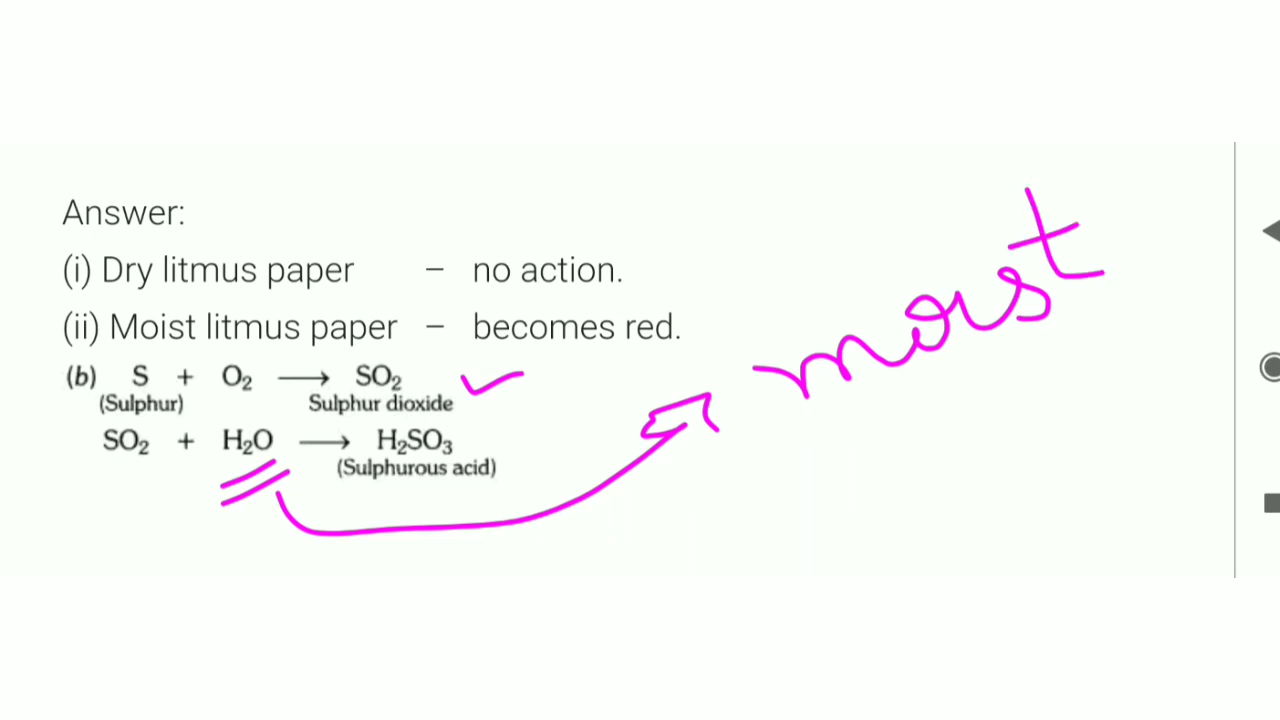 Answer:
(i) Dry litmus paper – no action.
(ii) Moist litmus paper – becomes red.
(b) S + O₂ ⟶ SO₂
(Sulphur) Sulphur dioxide
SO₂ + H₂O ⟶ H₂SO₃
(Sulphurous acid)
moist